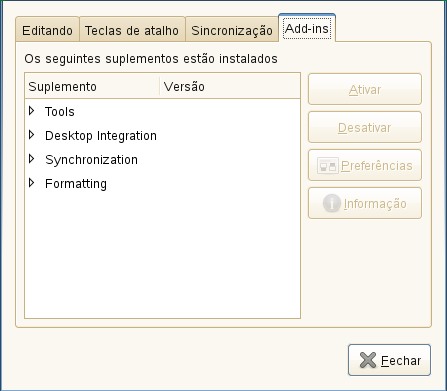 Editando Teclas de atalho Sincronização Add-ins
Os seguintes suplementos estão instalados
Suplemento Versão
Tools
Desktop Integration
Synchronization
Formatting
Ativar
Desativar
Preferências
Informação
Fechar